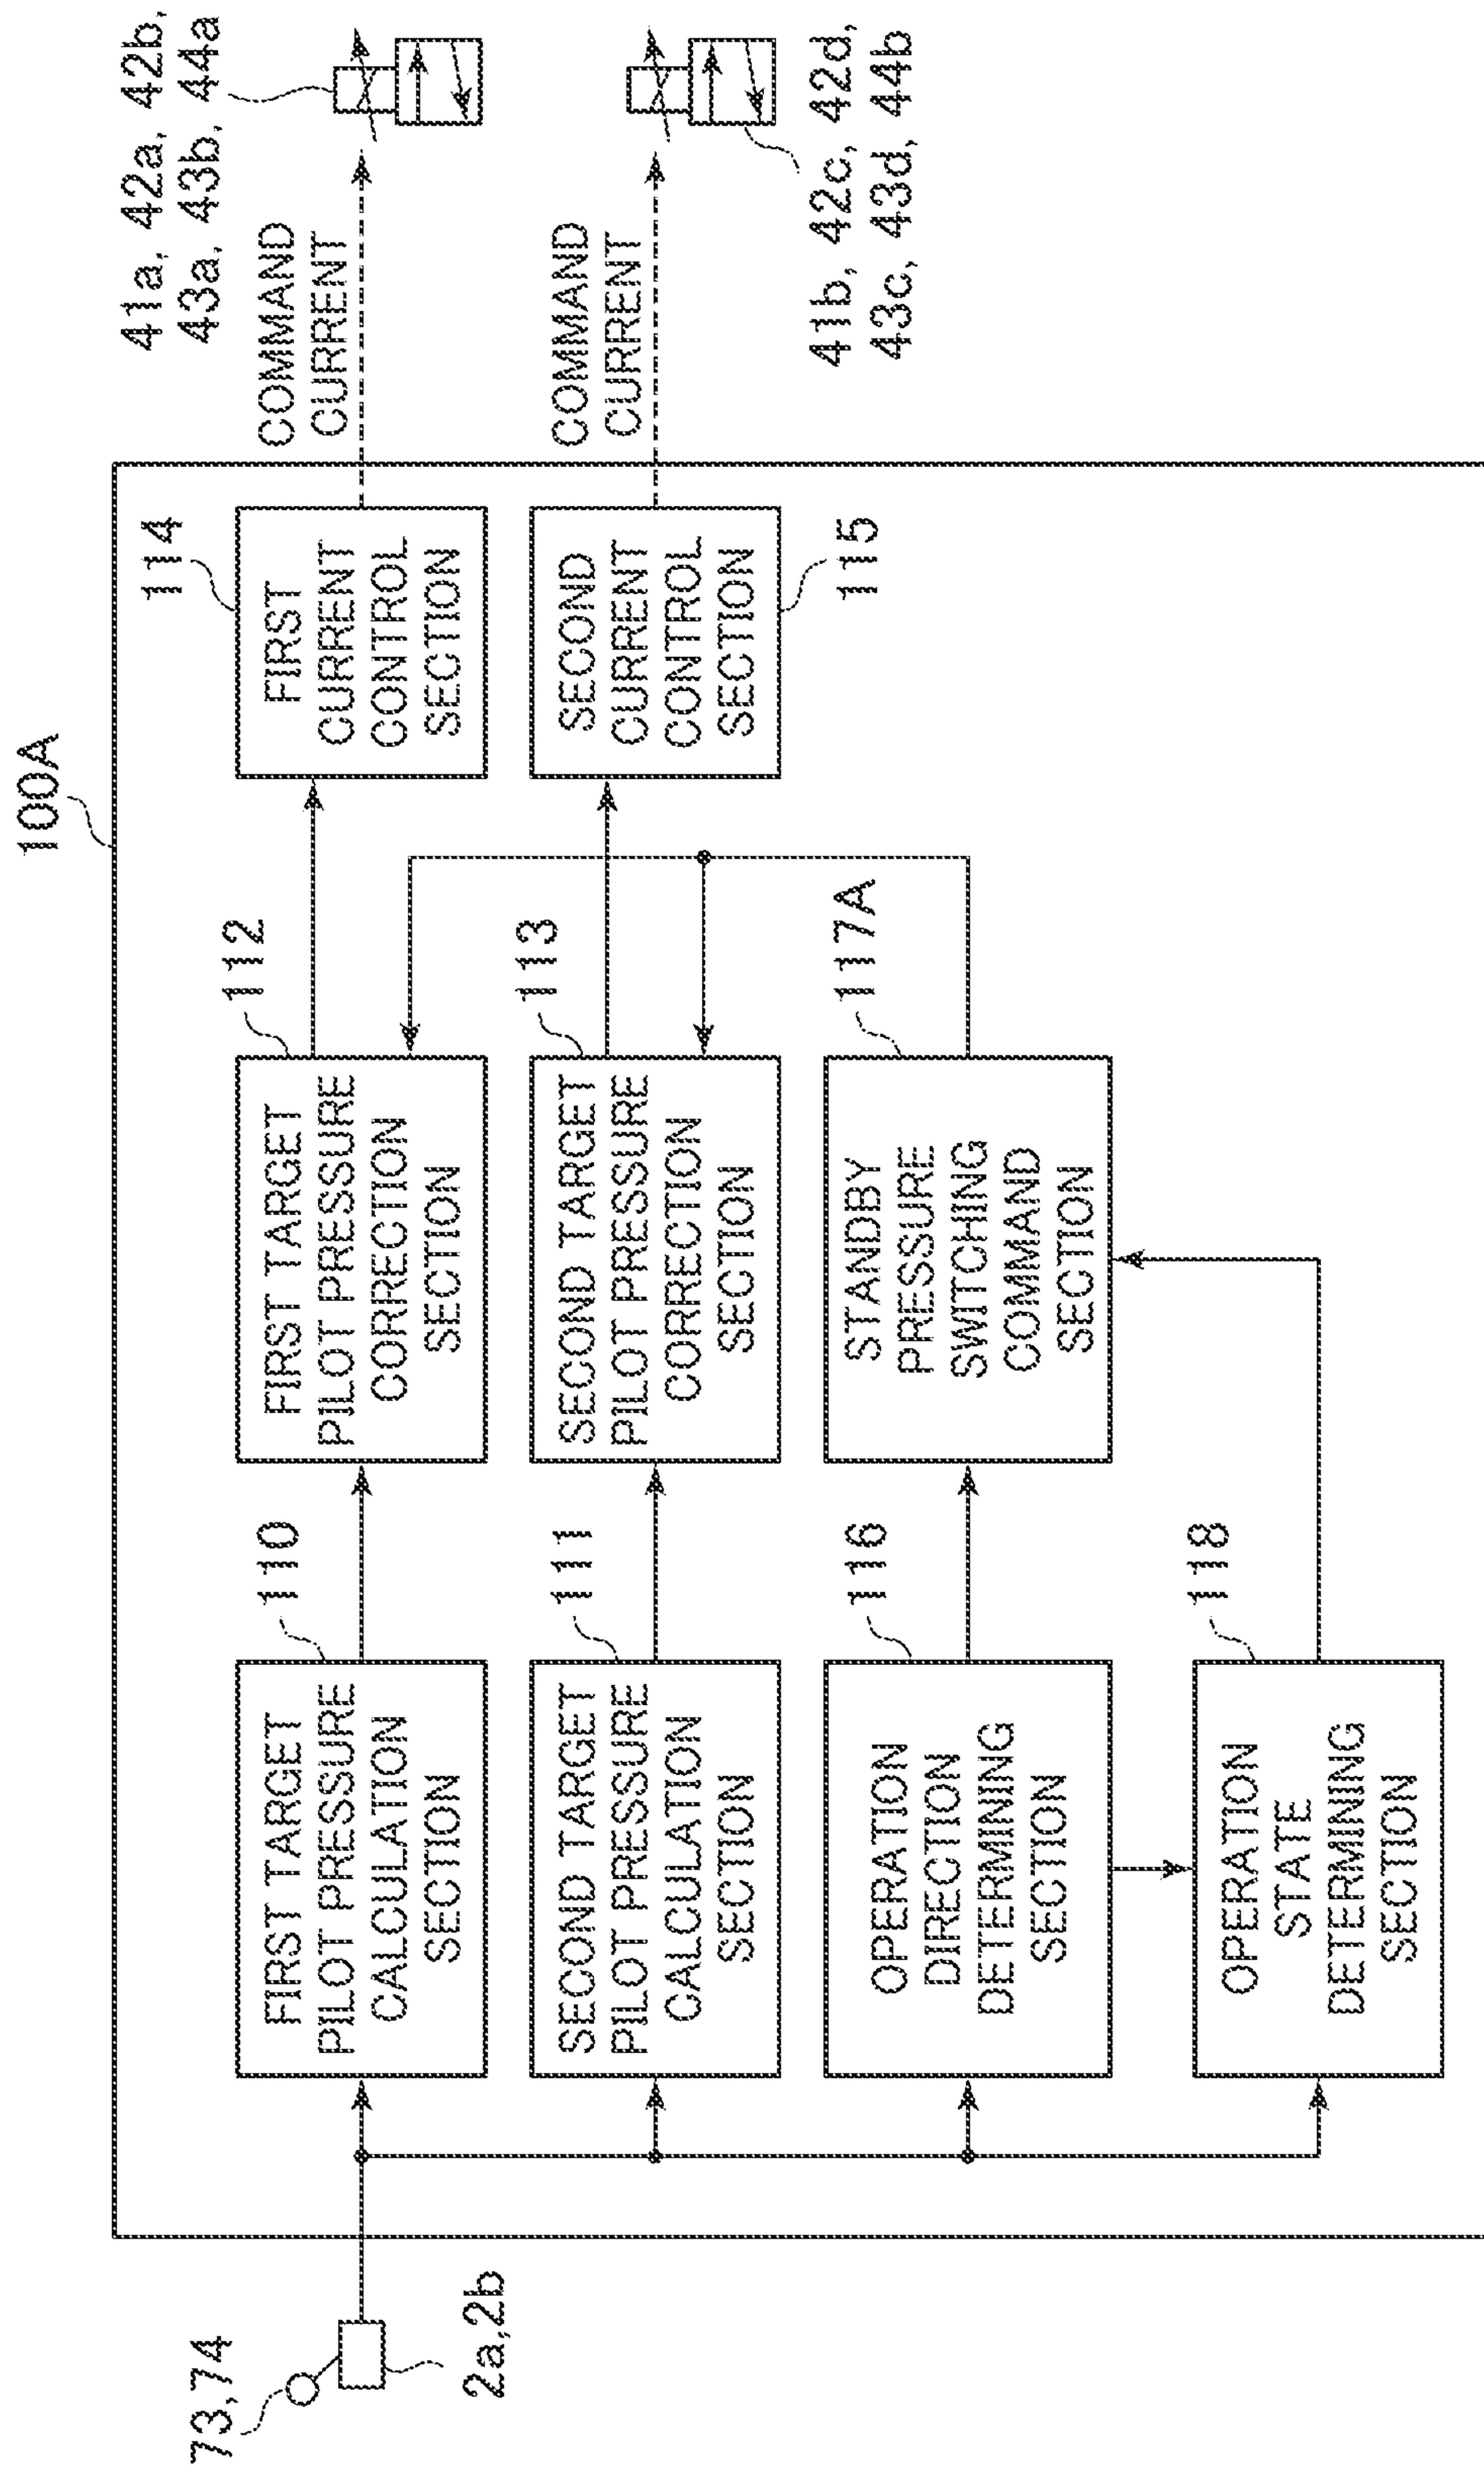 100A
73,74
2a,2b
110
FIRST TARGET
PILOT PRESSURE
CALCULATION
SECTION
112
FIRST TARGET
PILOT PRESSURE
CORRECTION
SECTION
114
FIRST
CURRENT
CONTROL
SECTION
COMMAND
CURRENT
41a, 42a, 42b,
43a, 43b, 44a
111
SECOND TARGET
PILOT PRESSURE
CALCULATION
SECTION
113
SECOND TARGET
PILOT PRESSURE
CORRECTION
SECTION
SECOND
CURRENT
CONTROL
SECTION
115
COMMAND
CURRENT
41b, 42c, 42d,
43c, 43d, 44b
116
OPERATION
DIRECTION
DETERMINING
SECTION
117A
STANDBY
PRESSURE
SWITCHING
COMMAND
SECTION
118
OPERATION
STATE
DETERMINING
SECTION